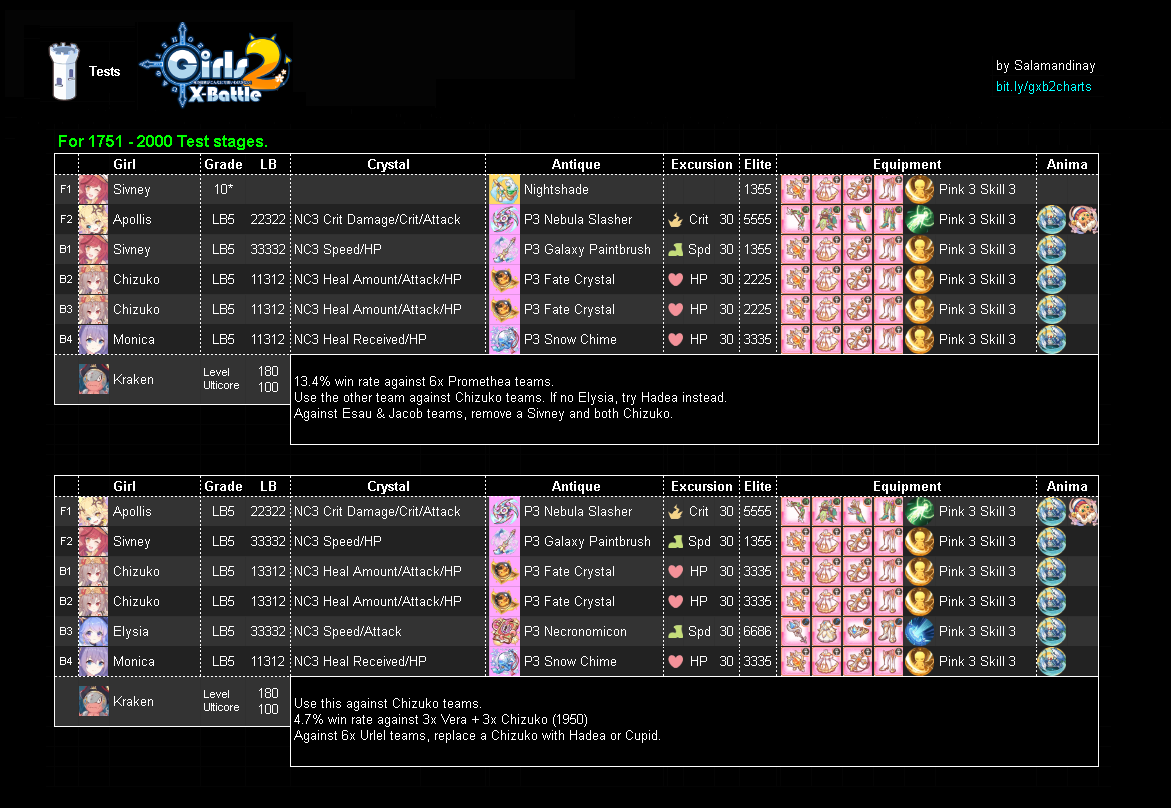 Tests
Girls 2
X-Battle
by Salamandinay
bit.ly/gxb2charts
For 1751 - 2000 Test stages.
Girl Grade LB Crystal Antique Excursion Elite Equipment Anima
F1 Sivney 10* Nightshade 1355 Pink 3 Skill 3
F2 Apollis LB5 22322 NC3 Crit Damage/Crit/Attack P3 Nebula Slasher Crit 30 5555 Pink 3 Skill 3
B1 Sivney LB5 33332 NC3 Speed/HP P3 Galaxy Paintbrush Spd 30 1355 Pink 3 Skill 3
B2 Chizuko LB5 11312 NC3 Heal Amount/Attack/HP P3 Fate Crystal HP 30 2225 Pink 3 Skill 3
B3 Chizuko LB5 11312 NC3 Heal Amount/Attack/HP P3 Fate Crystal HP 30 2225 Pink 3 Skill 3
B4 Monica LB5 11312 NC3 Heal Received/HP P3 Snow Chime HP 30 3335 Pink 3 Skill 3
Kraken
Level 180
Ulticore 100
13.4% win rate against 6x Promethea teams.
Use the other team against Chizuko teams. If no Elysia, try Hadea instead.
Against Esau & Jacob teams, remove a Sivney and both Chizuko.
Girl Grade LB Crystal Antique Excursion Elite Equipment Anima
F1 Apollis LB5 22322 NC3 Crit Damage/Crit/Attack P3 Nebula Slasher Crit 30 5555 Pink 3 Skill 3
F2 Sivney LB5 33332 NC3 Speed/HP P3 Galaxy Paintbrush Spd 30 1355 Pink 3 Skill 3
B1 Chizuko LB5 13312 NC3 Heal Amount/Attack/HP P3 Fate Crystal HP 30 3335 Pink 3 Skill 3
B2 Chizuko LB5 13312 NC3 Heal Amount/Attack/HP P3 Fate Crystal HP 30 3335 Pink 3 Skill 3
B3 Elysia LB5 33332 NC3 Speed/Attack P3 Necronomicon Spd 30 6686 Pink 3 Skill 3
B4 Monica LB5 11312 NC3 Heal Received/HP P3 Snow Chime HP 30 3335 Pink 3 Skill 3
Kraken
Level 180
Ulticore 100
Use this against Chizuko teams.
4.7% win rate against 3x Vera + 3x Chizuko (1950)
Against 6x Urlel teams, replace a Chizuko with Hadea or Cupid.